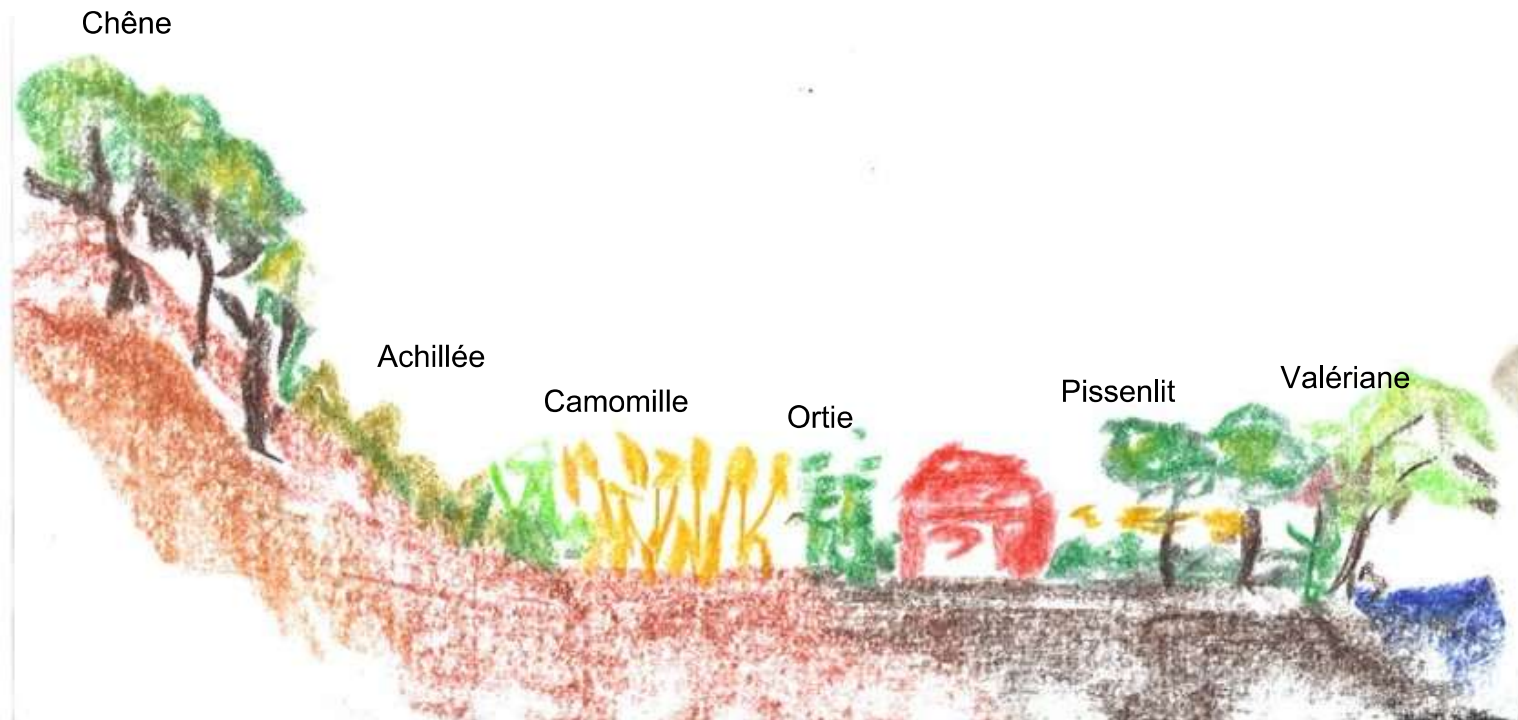 Chêne
Achillée
Camomille
Ortie
Pissenlit
Valériane